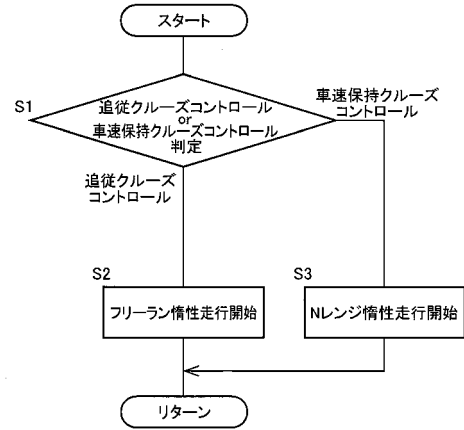 スタート
S1
追従クルーズコントロール
or
車速保持クルーズコントロール
判定
車速保持クルーズ
コントロール
追従クルーズ
コントロール
S2
フリーラン惰性走行開始
S3
Nレンジ惰性走行開始
リターン